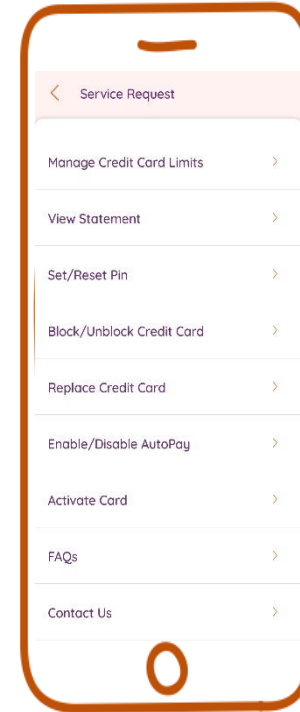 Service Request
Manage Credit Card Limits
View Statement
Set/Reset Pin
Block/Unblock Credit Card
Replace Credit Card
Enable/Disable AutoPay
Activate Card
FAQs
Contact Us